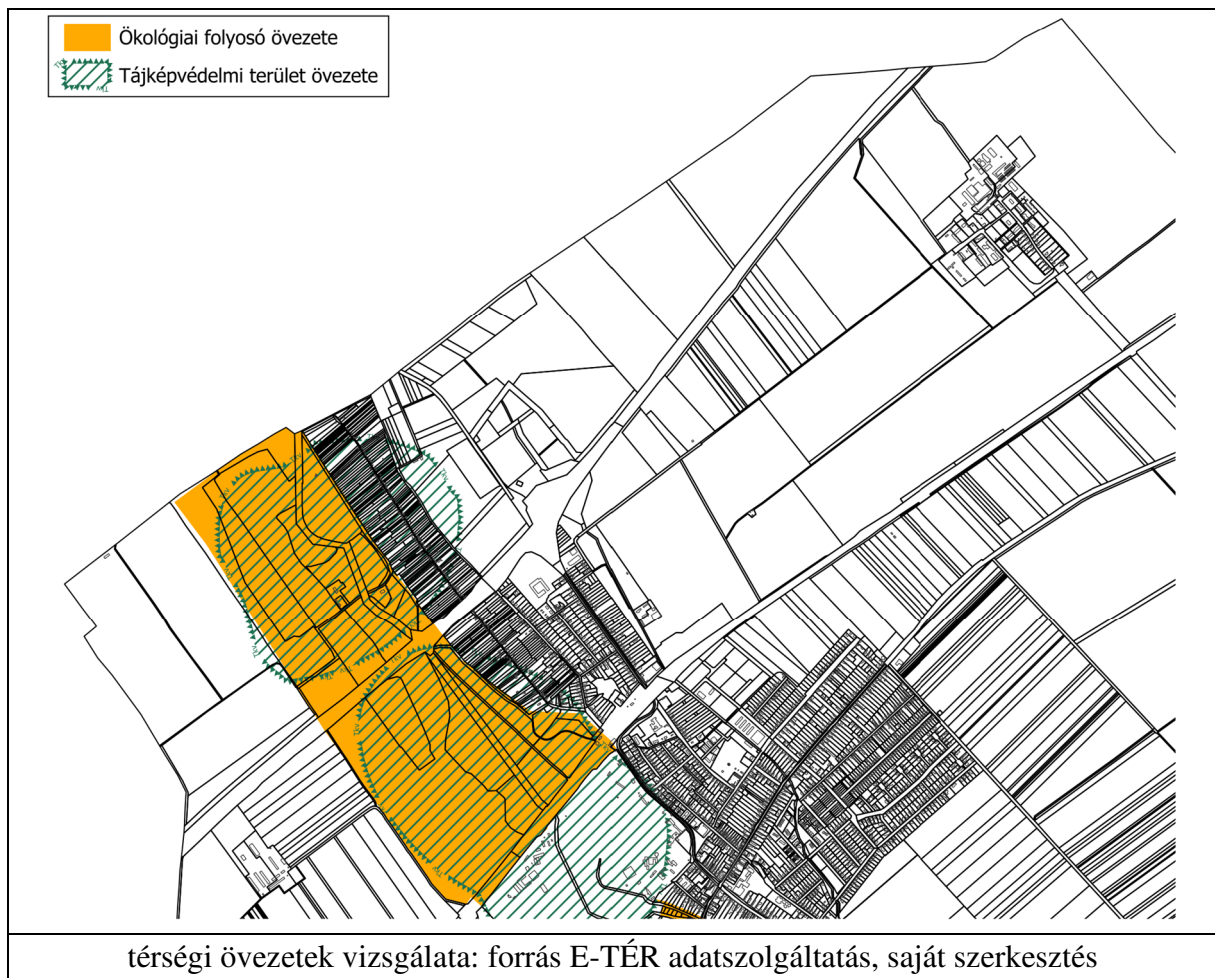 Ökológiai folyosó övezete
Tájképvédelmi terület övezete
térségi övezetek vizsgálata: forrás E-TÉR adatszolgáltatás, saját szerkesztés